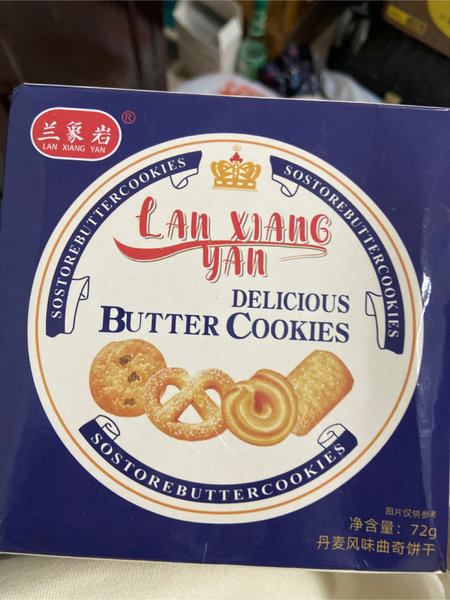 兰象岩®
LAN XIANG YAN
SOSTOREBUTTERCOOKIES
SOSTOREBUTTERCOOKIES
LAN XIANG
YAN
DELICIOUS
BUTTER COOKIES
SOSTOREBUTTERCOOKIES
图片仅供参考
净含量: 72g
丹麦风味曲奇饼干